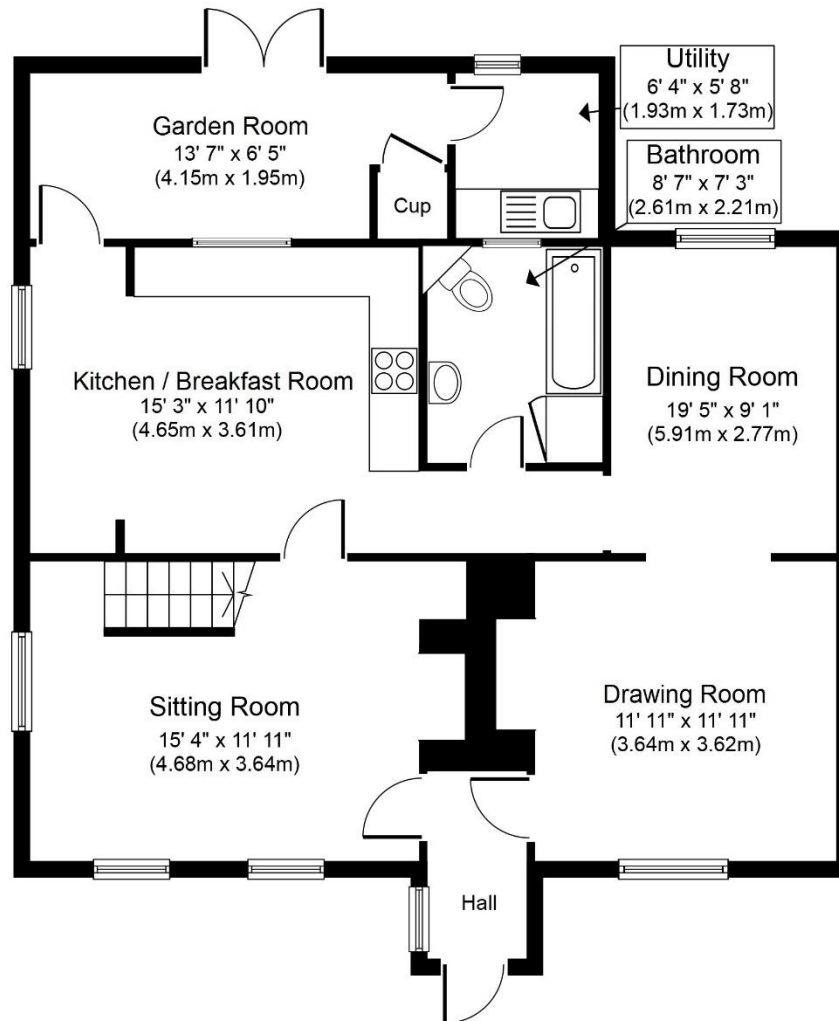 Utility
6' 4" x 5' 8"
(1.93m x 1.73m)
Bathroom
8' 7" x 7' 3"
(2.61m x 2.21m)
Garden Room
13' 7" x 6' 5"
(4.15m x 1.95m)
Cup
Kitchen / Breakfast Room
15' 3" x 11' 10"
(4.65m x 3.61m)
Dining Room
19' 5" x 9' 1"
(5.91m x 2.77m)
Sitting Room
15' 4" x 11' 11"
(4.68m x 3.64m)
Drawing Room
11' 11" x 11' 11"
(3.64m x 3.62m)
Hall